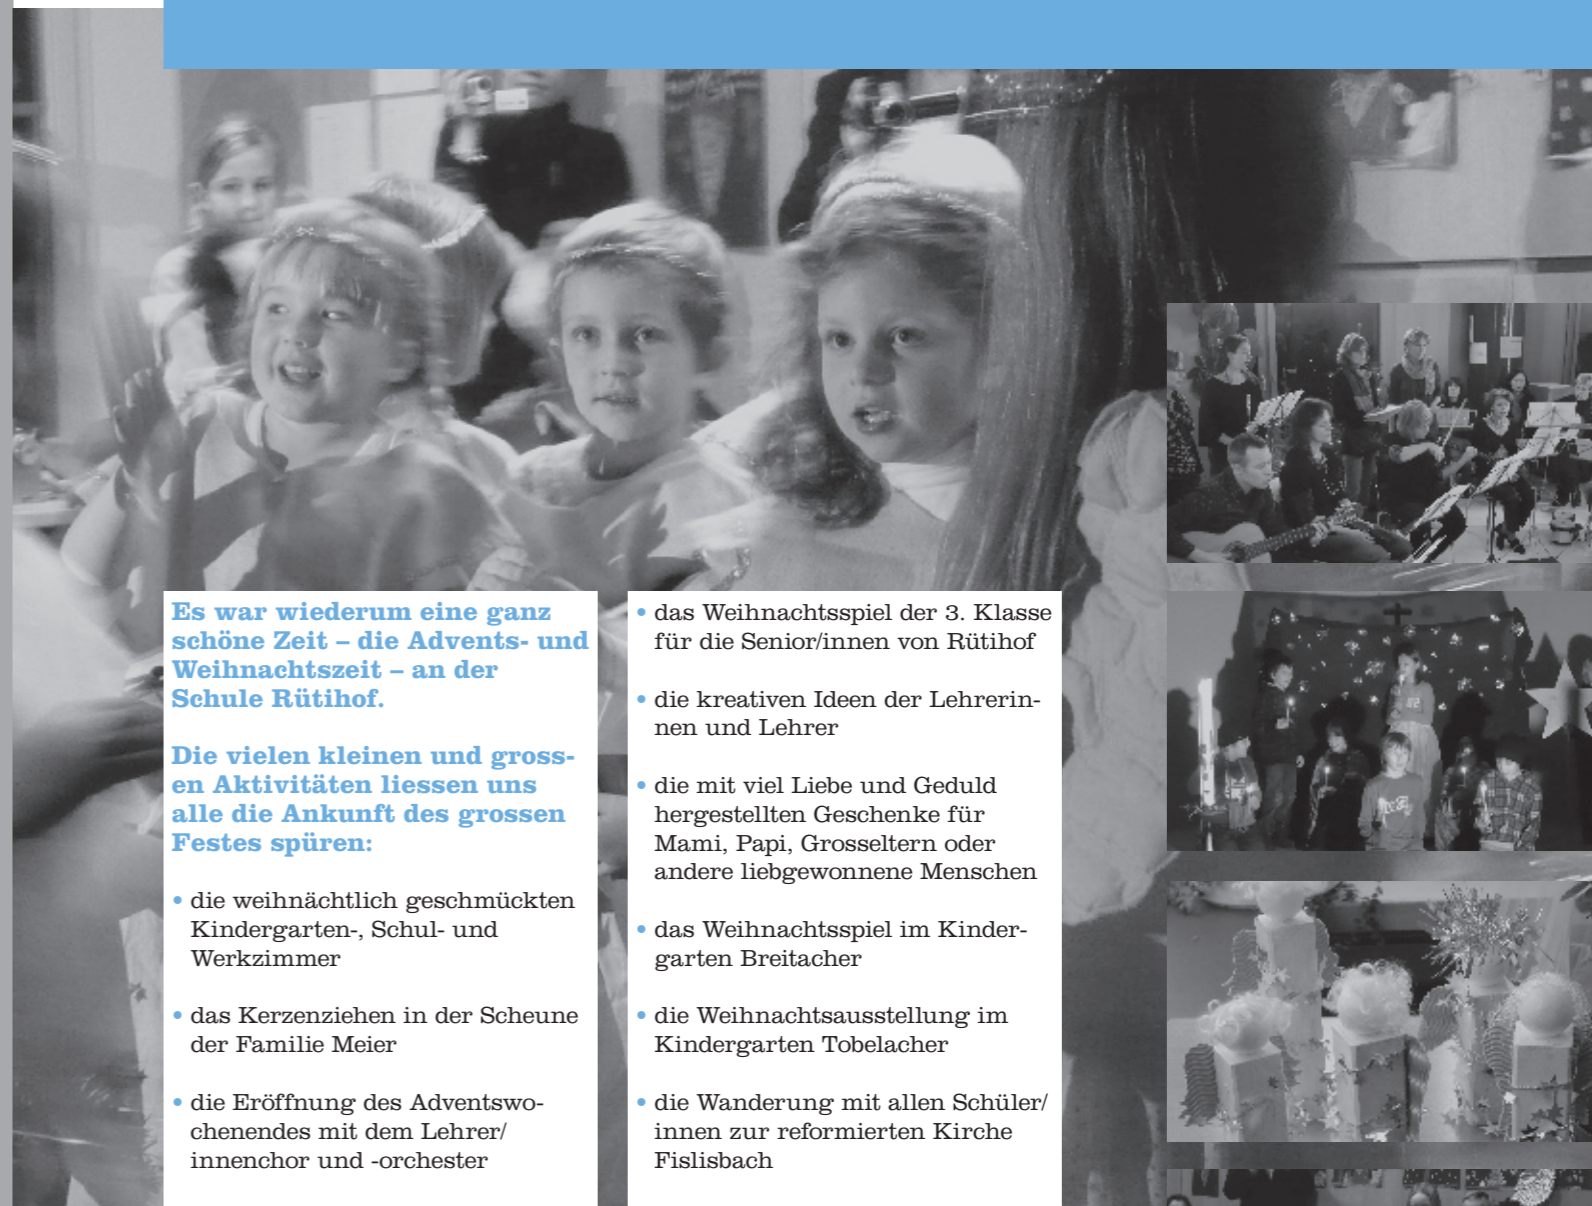 Es war wiederum eine ganz
schöne Zeit – die Advents- und
Weihnachtszeit – an der
Schule Rütihof.
Die vielen kleinen und gross-
en Aktivitäten liessen uns
alle die Ankunft des grossen
Festes spüren:
• die weihnächtlich geschmückten
Kindergarten-, Schul- und
Werkzimmer
• das Kerzenziehen in der Scheune
der Familie Meier
• die Eröffnung des Adventswo-
chenendes mit dem Lehrer/
innenchor und -orchester
• das Weihnachtsspiel der 3. Klasse
für die Senior/innen von Rütihof
• die kreativen Ideen der Lehrerin-
nen und Lehrer
• die mit viel Liebe und Geduld
hergestellten Geschenke für
Mami, Papi, Grosseltern oder
andere liebgewonnene Menschen
• das Weihnachtsspiel im Kinder-
garten Breitacher
• die Weihnachtsausstellung im
Kindergarten Tobelacher
• die Wanderung mit allen Schüler/
innen zur reformierten Kirche
Fislisbach